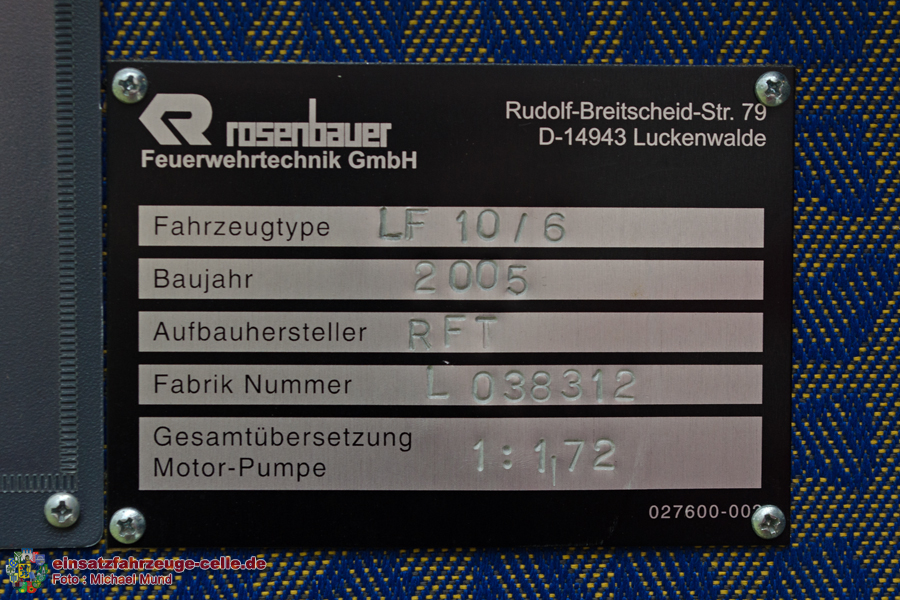 rosenbauer
Feuerwehrtechnik GmbH
Rudolf-Breitscheid-Str. 79
D-14943 Luckenwalde
Fahrzeugtype LF 10/6
Baujahr 2005
Aufbauhersteller RFT
Fabrik Nummer L 038312
Gesamtübersetzung
Motor-Pumpe 1:1,72
einsatzfahrzeuge-celle.de
Foto : Michael Mund